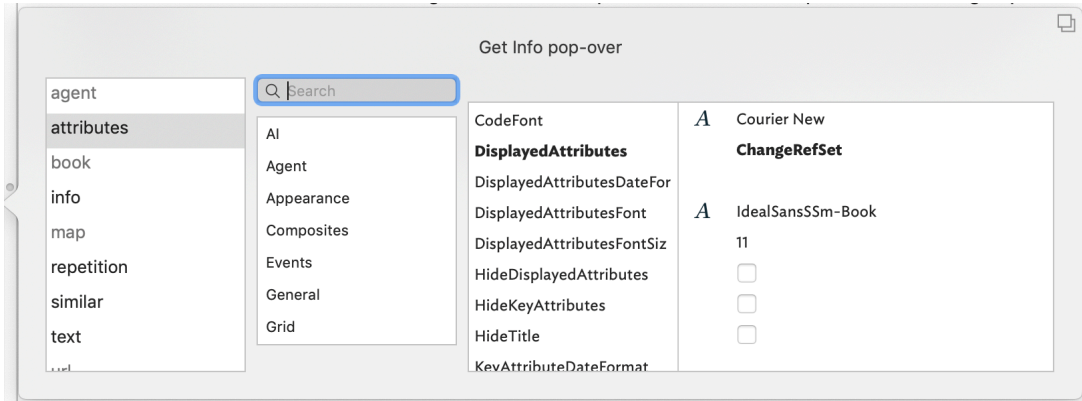 Get Info pop-over
agent
attributes
book
info
map
repetition
similar
text
url
Search
AI
Agent
Appearance
Composites
Events
General
Grid
CodeFont Courier New
DisplayedAttributes ChangeRefSet
DisplayedAttributesDateFor
DisplayedAttributesFont IdealSansSSm-Book
DisplayedAttributesFontSiz 11
HideDisplayedAttributes
HideKeyAttributes
HideTitle
KeyAttributeDateFormat